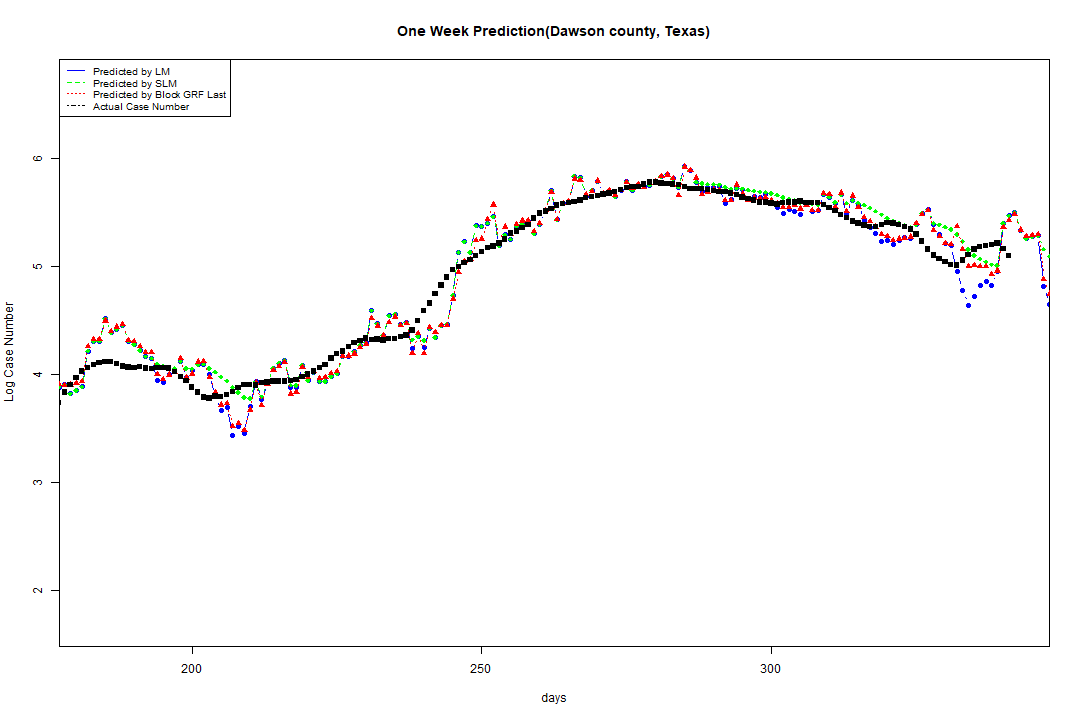 One Week Prediction(Dawson county, Texas)
Predicted by LM
Predicted by SLM
Predicted by Block GRF Last
Actual Case Number
Log Case Number
6
5
4
3
2
200
250
300
days